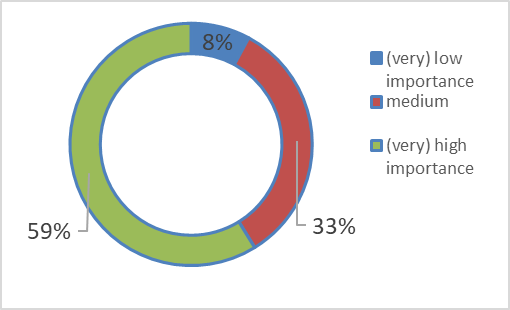 8%
33%
59%
(very) low
importance
medium
(very) high
importance